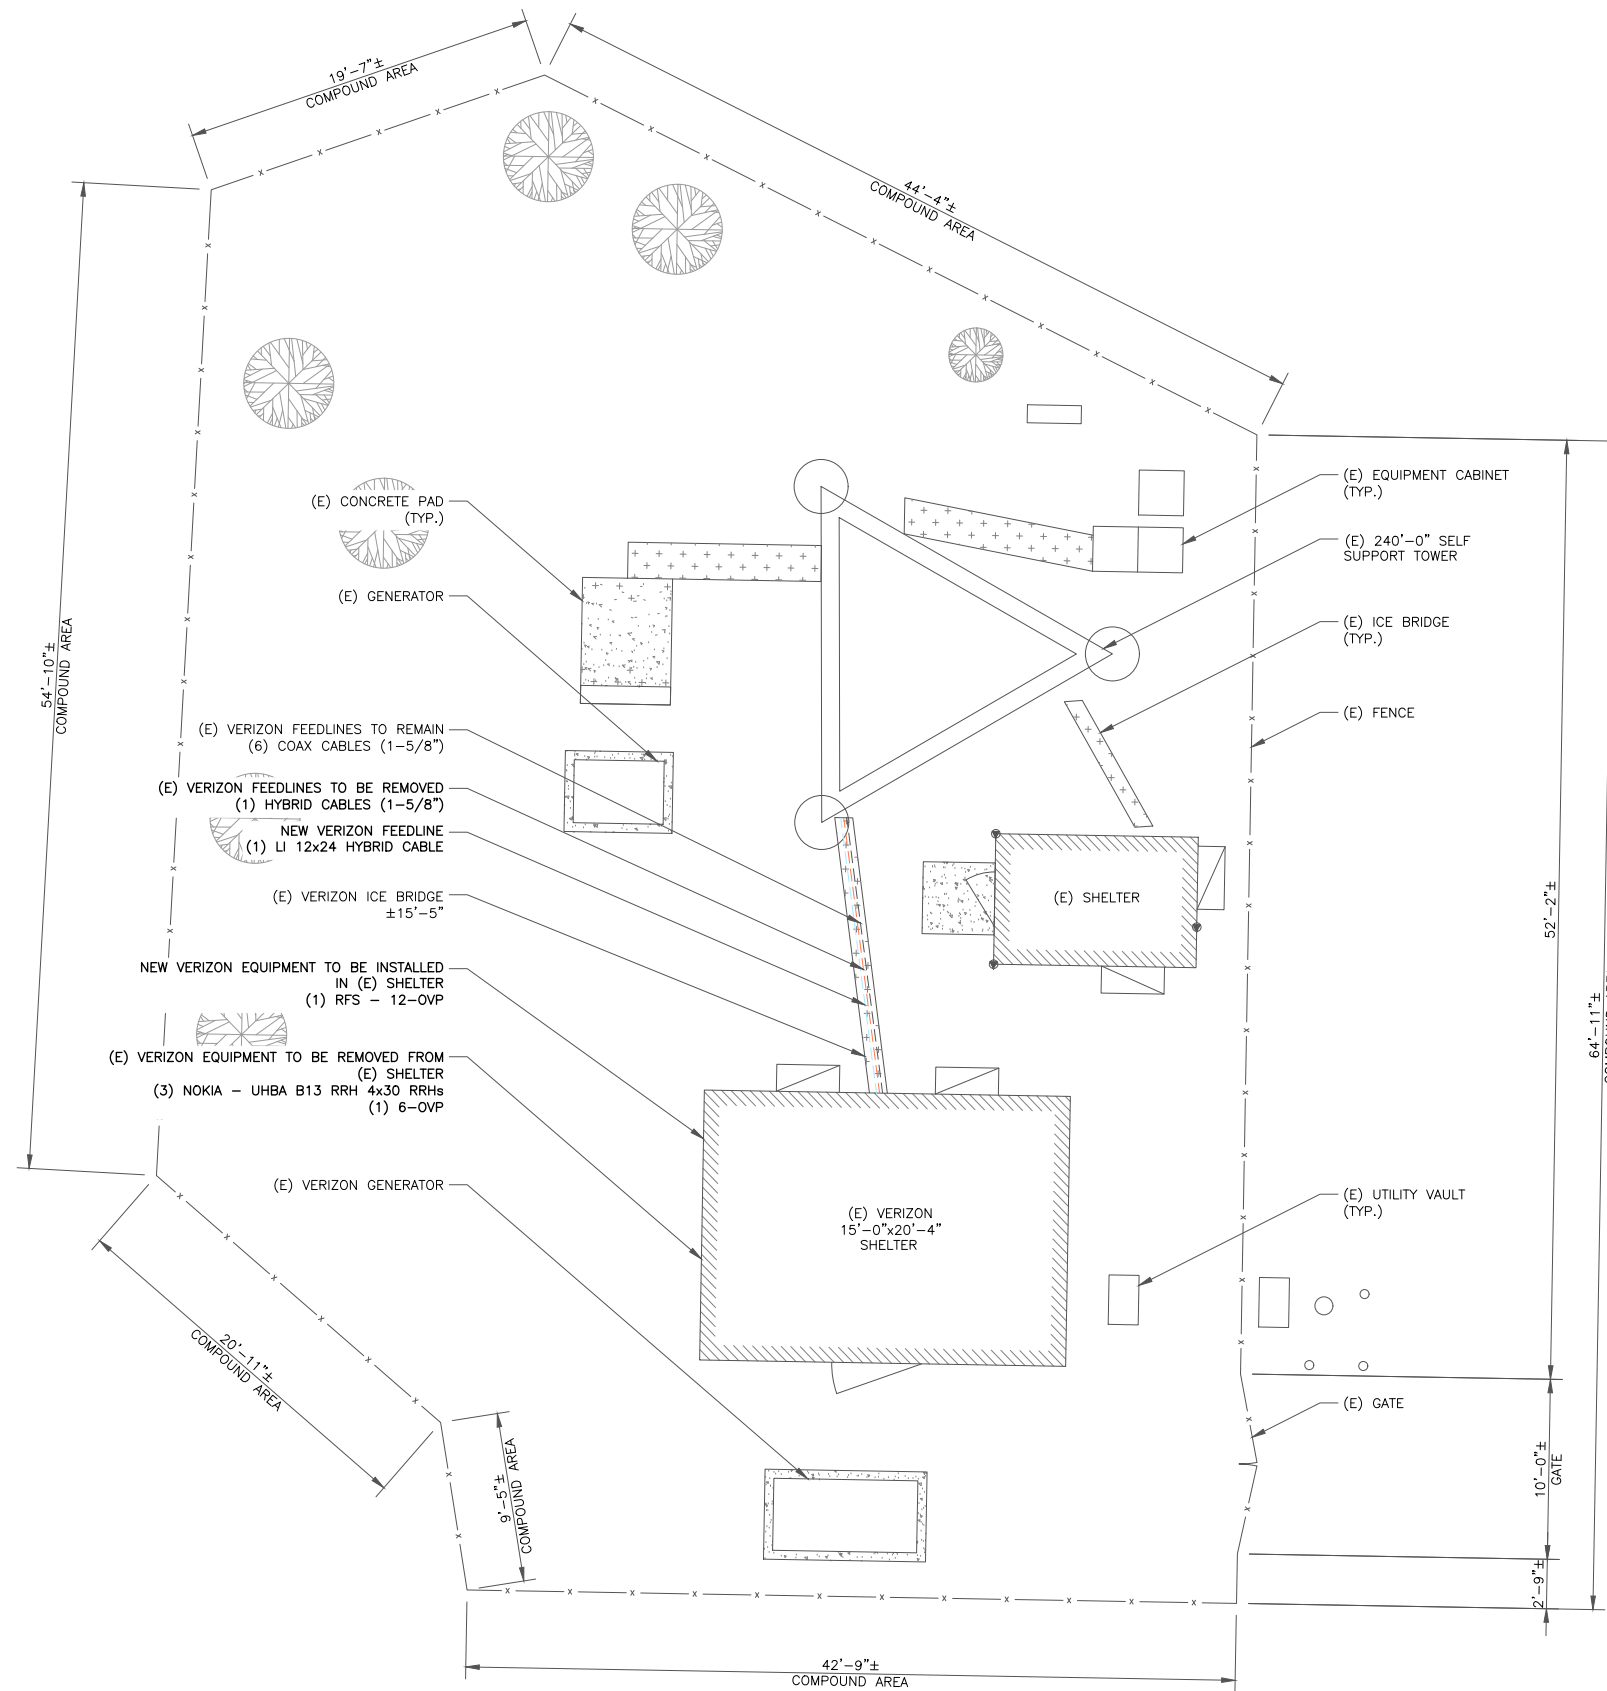 19'-7"±
COMPOUND AREA
44'-4"±
COMPOUND AREA
(E) CONCRETE PAD
(TYP.)
(E) GENERATOR
54'-10"±
COMPOUND AREA
(E) VERIZON FEEDLINES TO REMAIN
(6) COAX CABLES (1-5/8")
(E) VERIZON FEEDLINES TO BE REMOVED
(1) HYBRID CABLES (1-5/8")
NEW VERIZON FEEDLINE
(1) LI 12x24 HYBRID CABLE
(E) VERIZON ICE BRIDGE
±15'-5"
NEW VERIZON EQUIPMENT TO BE INSTALLED
IN (E) SHELTER
(1) RFS - 12-OVP
(E) VERIZON EQUIPMENT TO BE REMOVED FROM
(E) SHELTER
(3) NOKIA - UHBA B13 RRH 4x30 RRHs
(1) 6-OVP
(E) VERIZON GENERATOR
(E) EQUIPMENT CABINET
(TYP.)
(E) 240'-0" SELF
SUPPORT TOWER
(E) ICE BRIDGE
(TYP.)
(E) FENCE
(E) SHELTER
52'-2"±
64'-11"±
(E) VERIZON
15'-0"x20'-4"
SHELTER
(E) UTILITY VAULT
(TYP.)
(E) GATE
10'-0"±
GATE
2'-9"±
20'-11"±
COMPOUND AREA
9'-5"±
COMPOUND AREA
42'-9"±
COMPOUND AREA